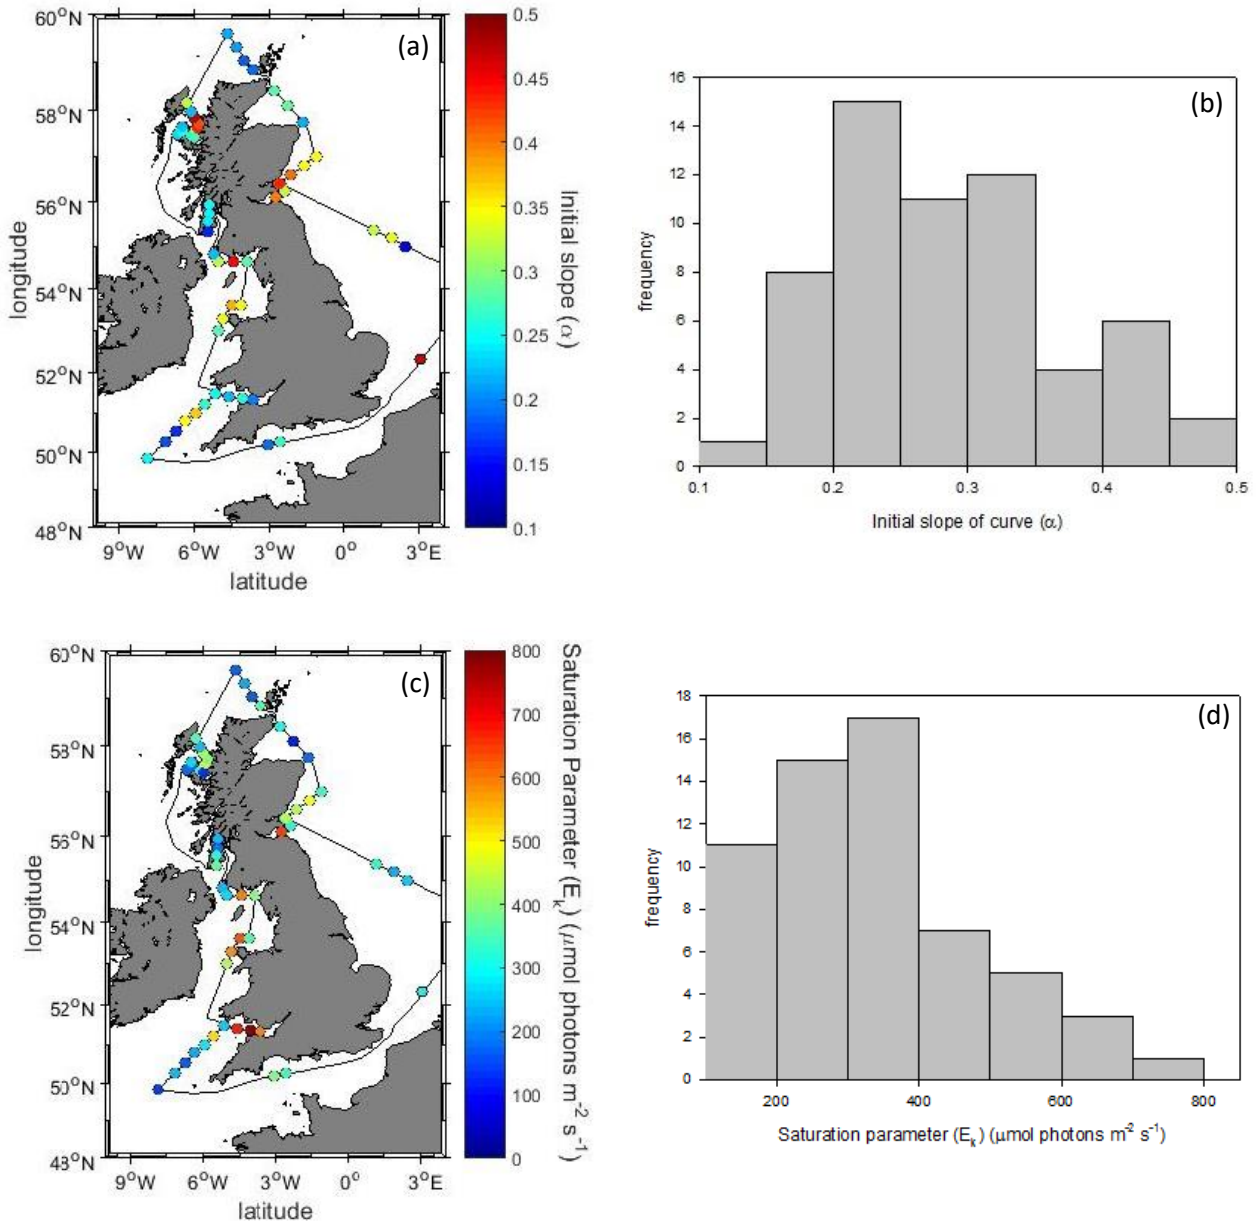 (a)
60°N
58°N
56°N
54°N
52°N
50°N
48°N
9°W 6°W 3°W 0° 3°E
latitude
longitude
0.5
0.45
0.4
0.35
0.3
0.25
0.2
0.15
0.1
Initial slope (α)
(b)
16
14
12
10
8
6
4
2
0
0.1 0.2 0.3 0.4 0.5
frequency
Initial slope of curve (α)
(c)
60°N
58°N
56°N
54°N
52°N
50°N
48°N
9°W 6°W 3°W 0° 3°E
latitude
longitude
800
700
600
500
400
300
200
100
0
Saturation Parameter (Eₖ) (μmol photons m⁻² s⁻¹)
(d)
18
16
14
12
10
8
6
4
2
0
200 400 600 800
frequency
Saturation parameter (Eₖ) (μmol photons m⁻² s⁻¹)